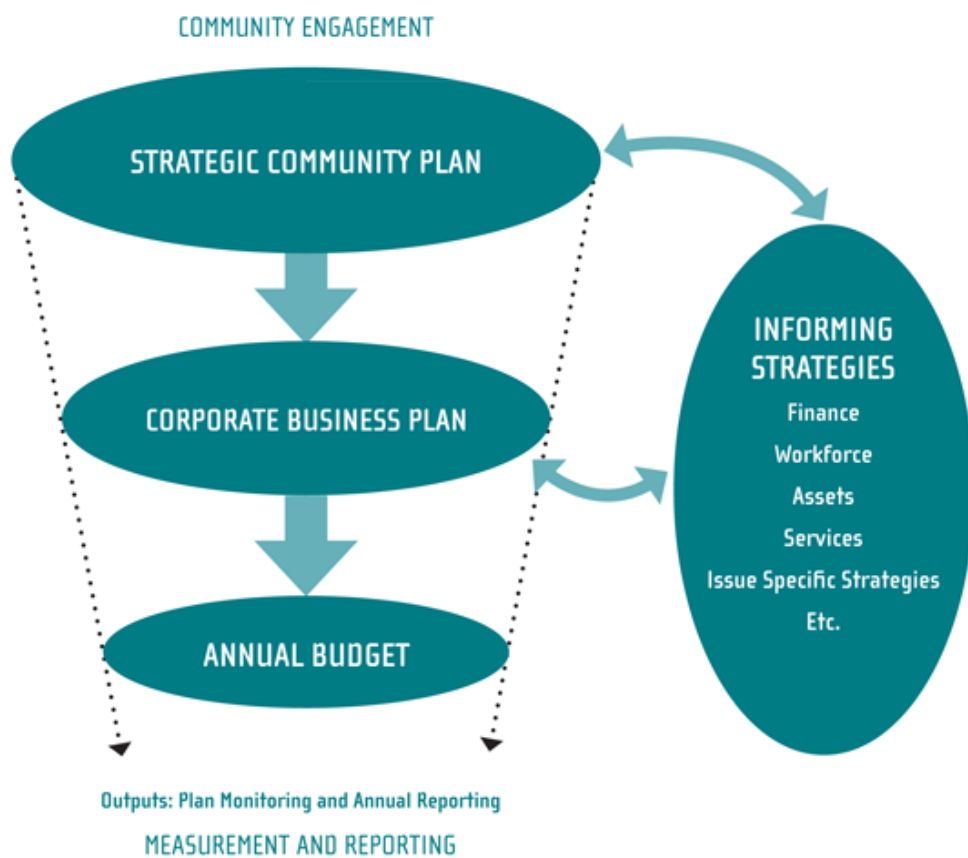 COMMUNITY ENGAGEMENT
STRATEGIC COMMUNITY PLAN
CORPORATE BUSINESS PLAN
ANNUAL BUDGET
INFORMING
STRATEGIES
Finance
Workforce
Assets
Services
Issue Specific Strategies
Etc.
Outputs: Plan Monitoring and Annual Reporting
MEASUREMENT AND REPORTING